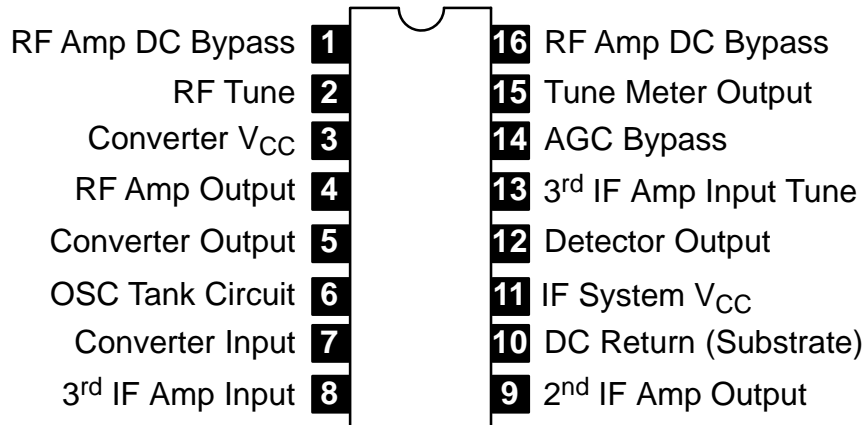 RF Amp DC Bypass 1 16 RF Amp DC Bypass
RF Tune 2 15 Tune Meter Output
Converter VCC 3 14 AGC Bypass
RF Amp Output 4 13 3rd IF Amp Input Tune
Converter Output 5 12 Detector Output
OSC Tank Circuit 6 11 IF System VCC
Converter Input 7 10 DC Return (Substrate)
3rd IF Amp Input 8 9 2nd IF Amp Output